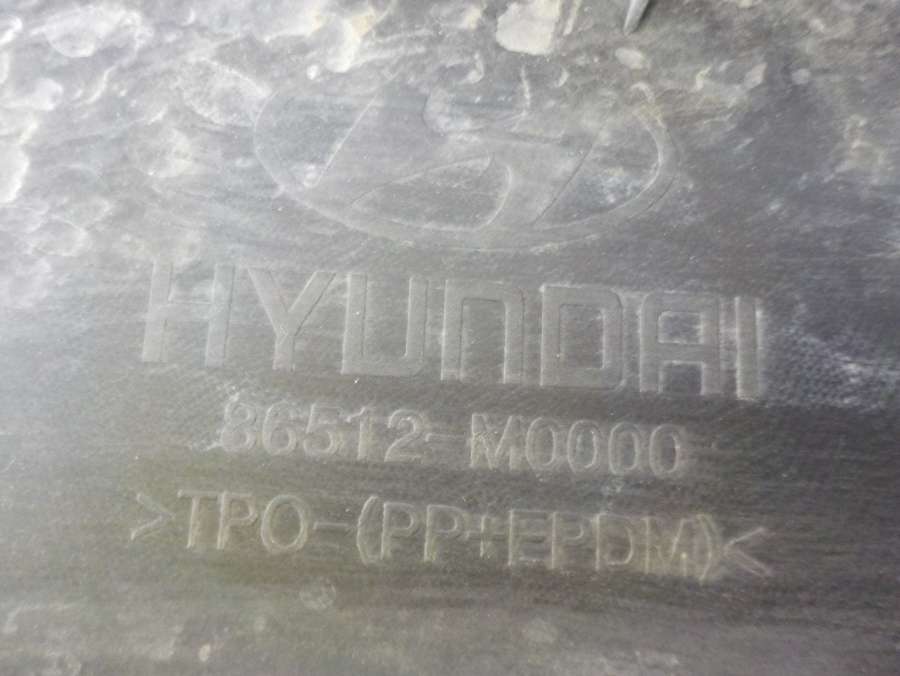 HYUNDAI
86512-M0000
>TPO-(PP+EPDM)<